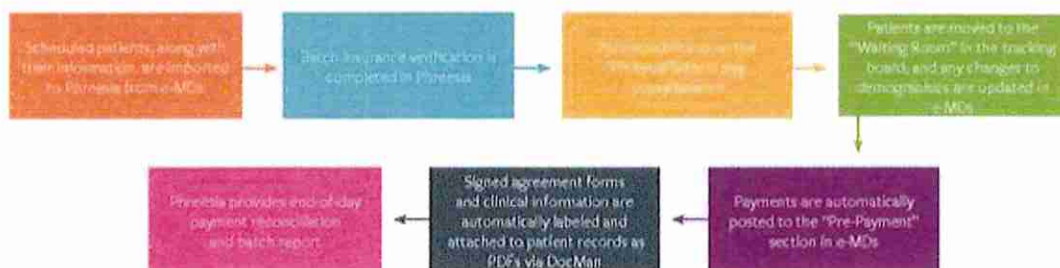 Scheduled patients, along with
their information, are imported
to Phreesia from e-MDs
Batch insurance verification is
completed in Phreesia
Patients are moved to the
"Waiting Room" in the tracking
board, and any changes to
demographics are updated in
e-MDs
Payments are automatically
posted to the "Pre-Payment"
section in e-MDs
Signed agreement forms
and clinical information are
automatically labeled and
attached to patient records as
PDFs via DocMan
Phreesia provides end-of-day
payment reconciliation
and batch report